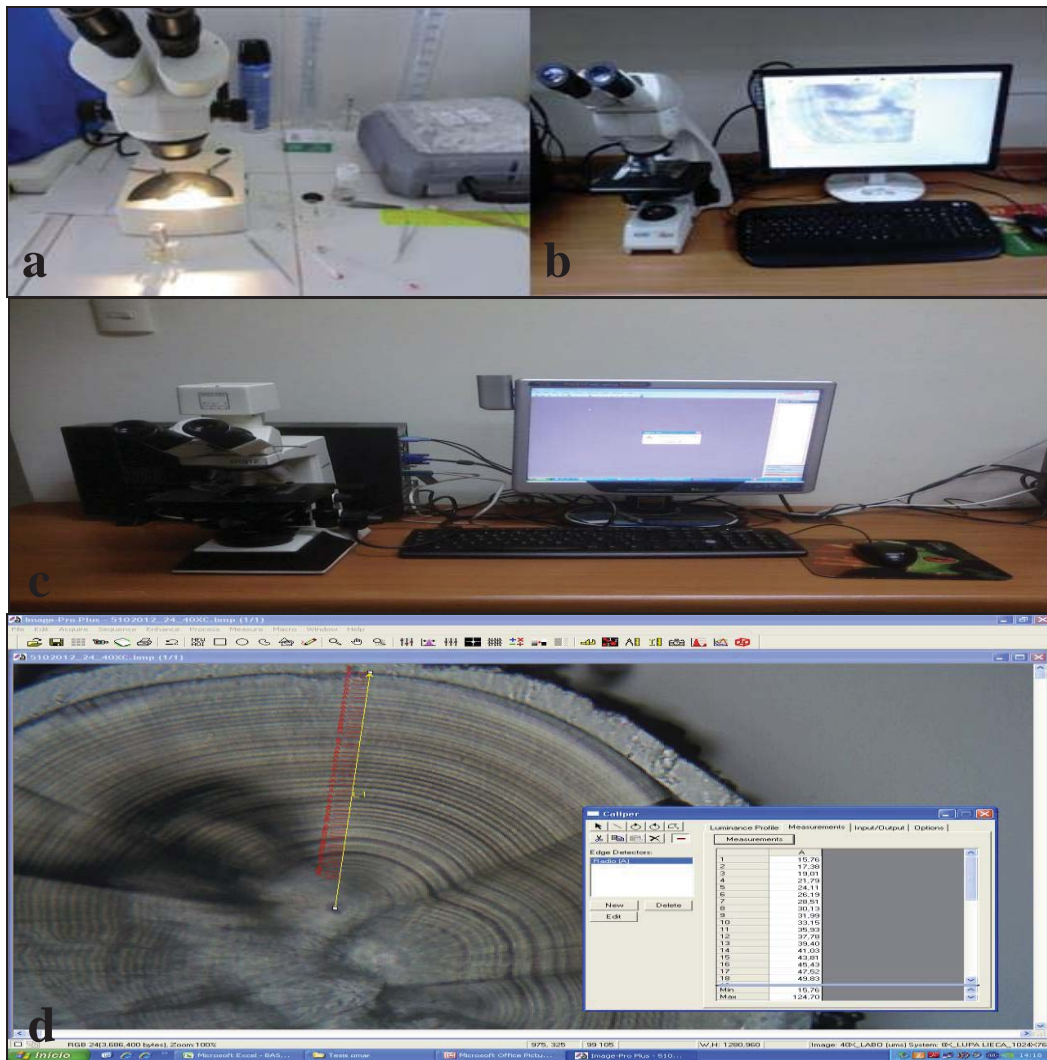 a
b
c
Image-Pro Plus - 5102012_24_40XC.bmp (1/1)
File Edit Acquire Sequence Enhance Process Measure Macro Window Help
5102012_24_40XC.bmp (1/1)
L1
Caliper
Luminance Profile Measurements Input/Output Options
Measurements
Edge Detectors:
Radio (A)
New Delete
Edit
A
1 15,76
2 17,38
3 19,01
4 21,79
5 24,11
6 26,19
7 28,51
8 30,13
9 31,99
10 33,15
11 35,93
12 37,78
13 39,40
14 41,03
15 43,81
16 45,43
17 47,52
18 49,83
Min 15,76
Max 124,70
d
RGB 24(3,686,400 bytes), Zoom:100% 975, 325 99 105 W,H: 1280,960 Image: 40X_LABO (ums) System: 8X_LUPA LIECA_1024X76
Inicio Microsoft Excel - BAS... Tesis omar Microsoft Office Pictu... Image-Pro Plus - 510... 14:18